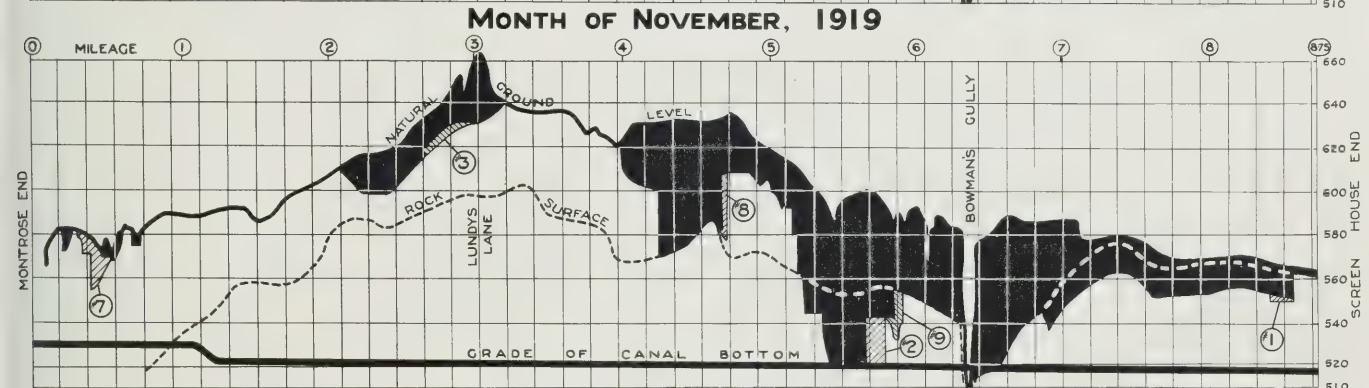 510
MONTH OF NOVEMBER, 1919
0 MILEAGE 1 2 3 4 5 6 7 8 875
660
640
620
600
580
560
540
520
510
MONTROSE END
NATURAL GROUND LEVEL
ROCK SURFACE
LUNDYS LANE
BOWMAN'S GULLY
SCREEN HOUSE END
GRADE OF CANAL BOTTOM
#7
#3
#8
#2
#9
#1